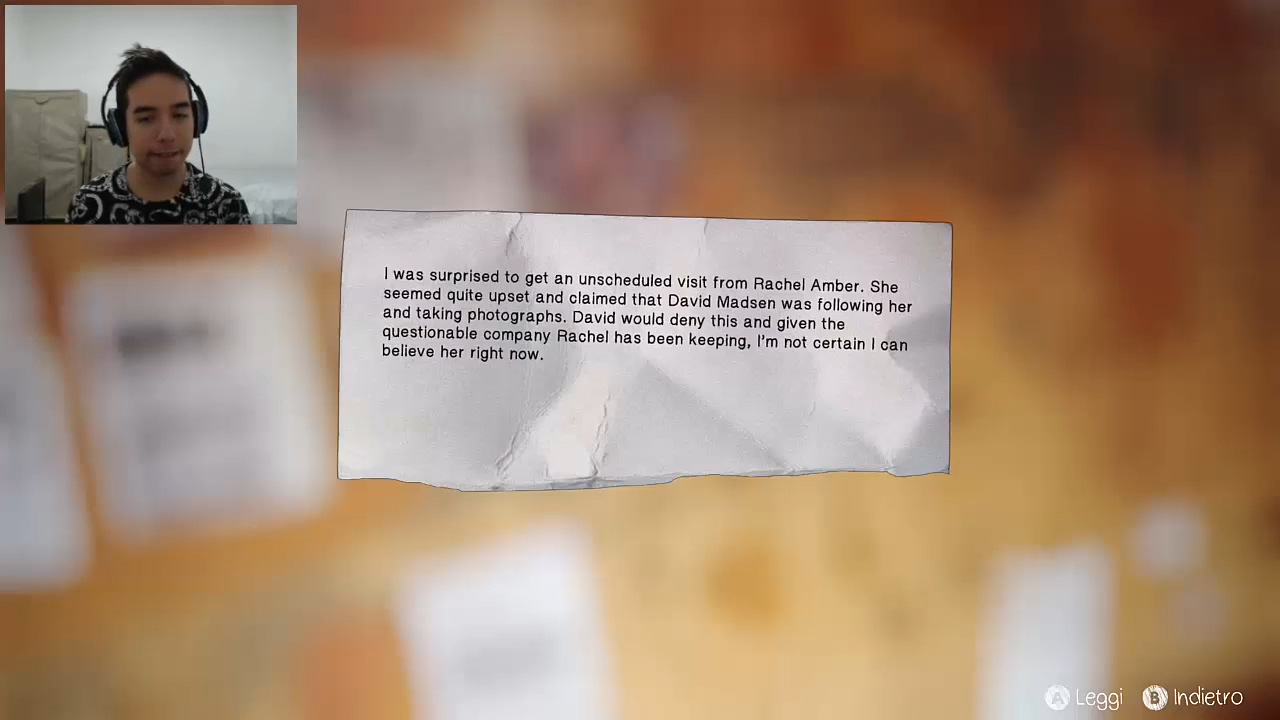 I was surprised to get an unscheduled visit from Rachel Amber. She
seemed quite upset and claimed that David Madsen was following her
and taking photographs. David would deny this and given the
questionable company Rachel has been keeping, I'm not certain I can
believe her right now.
A Leggi B Indietro